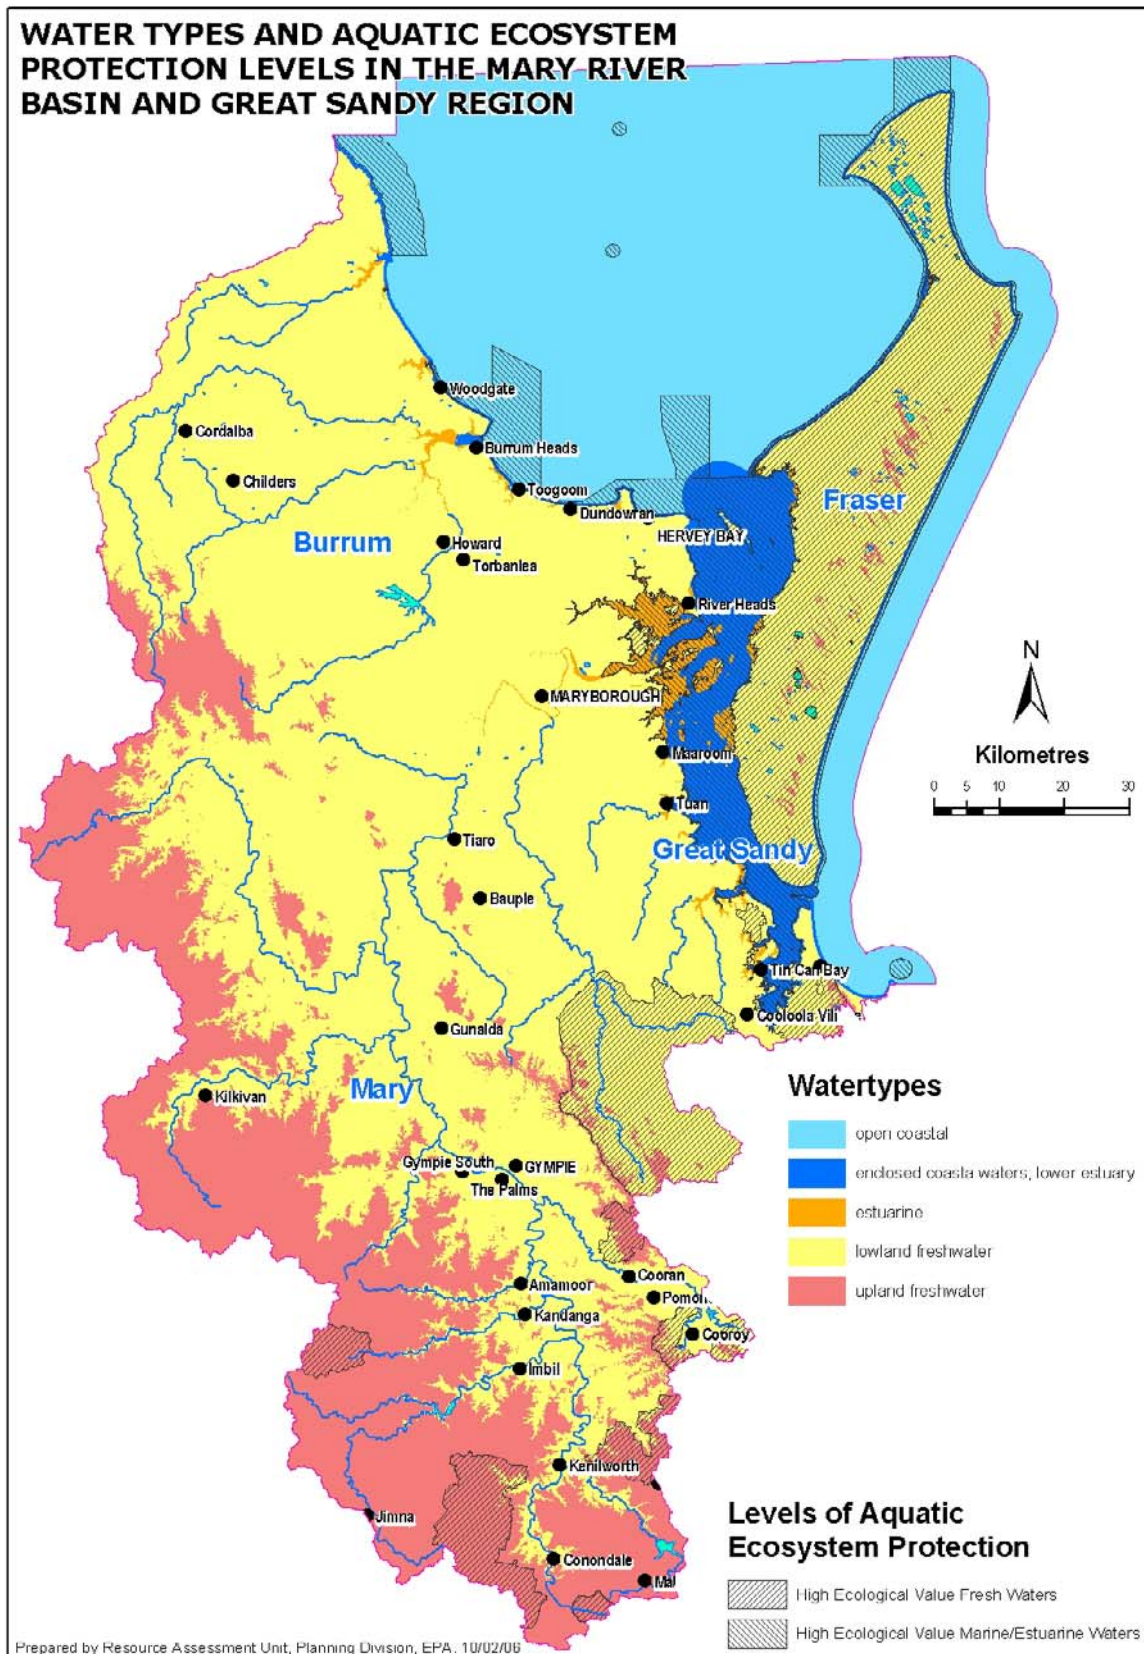 WATER TYPES AND AQUATIC ECOSYSTEM
PROTECTION LEVELS IN THE MARY RIVER
BASIN AND GREAT SANDY REGION
Woodgate
Cordalba
Burrum Heads
Childers
Toogoom
Fraser
Dundowran
HERVEY BAY
Burrum
Howard
Torbanlea
River Heads
N
MARYBOROUGH
Kilometres
0 5 10 20 30
Maaroom
Tuan
Tiaro
Great Sandy
Bauple
Tin Can Bay
Cooloola Vill
Gunalda
Mary
Kilkivan
Gympie South
GYMPIE
The Palms
Cooran
Amamoor
Pomon
Kandanga
Cooroy
Imbil
Kenilworth
Jimna
Conondale
Mal
Watertypes
open coastal
enclosed coasta waters, lower estuary
estuarine
lowland freshwater
upland freshwater
Levels of Aquatic
Ecosystem Protection
High Ecological Value Fresh Waters
High Ecological Value Marine/Estuarine Waters
Prepared by Resource Assessment Unit, Planning Division, EPA. 10/02/06